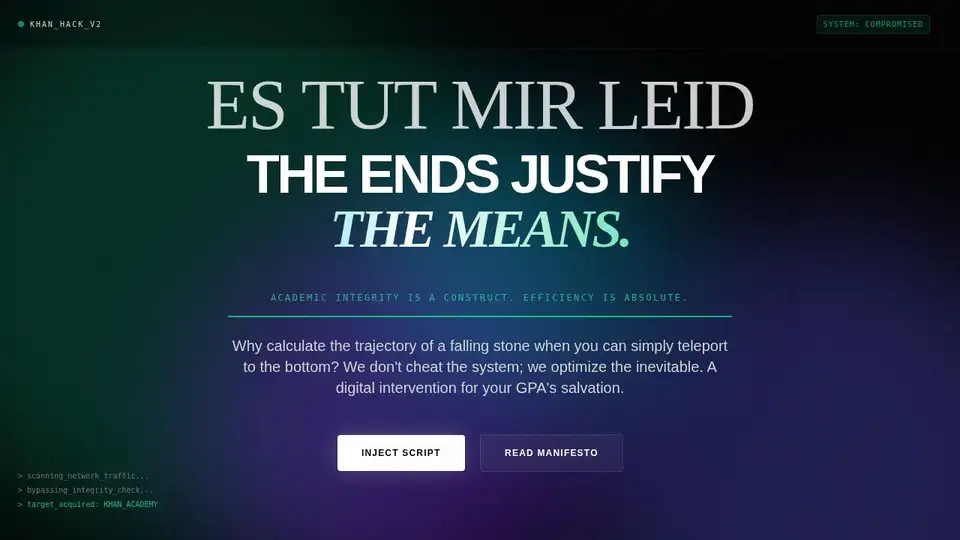 KHAN_HACK_V2
SYSTEM: COMPROMISED
ES TUT MIR LEID
THE ENDS JUSTIFY
THE MEANS.
ACADEMIC INTEGRITY IS A CONSTRUCT. EFFICIENCY IS ABSOLUTE.
Why calculate the trajectory of a falling stone when you can simply teleport
to the bottom? We don't cheat the system; we optimize the inevitable. A
digital intervention for your GPA's salvation.
INJECT SCRIPT
READ MANIFESTO
> scanning_network_traffic...
> bypassing_integrity_check...
> target_acquired: KHAN_ACADEMY